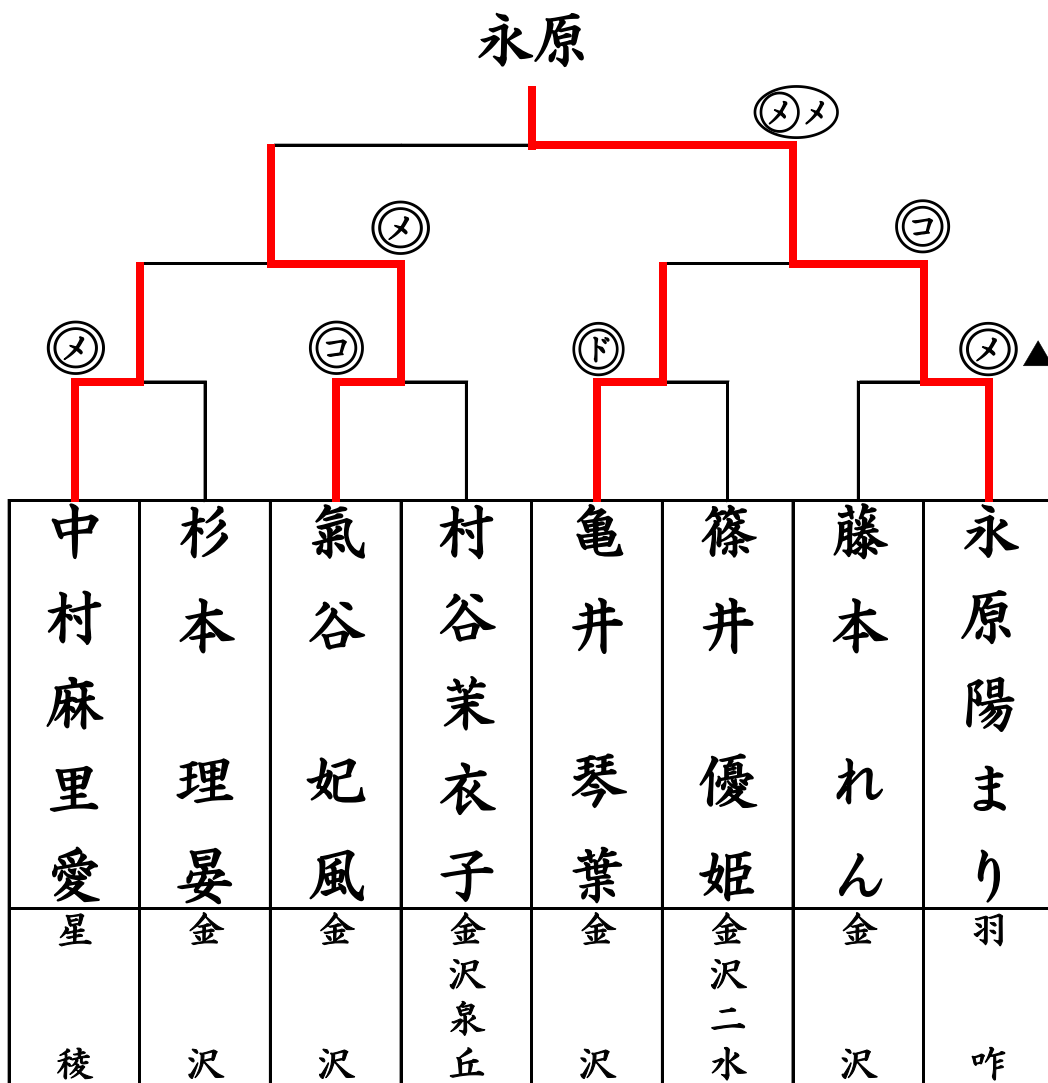 永原
メメ
メ
コ
メ
コ
ド
メ▲
中村麻里愛
杉本理晏
氣谷妃風
村谷茉衣子
亀井琴葉
篠井優姫
藤本れん
永原陽まり
星稜
金沢
金沢
金沢泉丘
金沢
金沢二水
金沢
羽咋